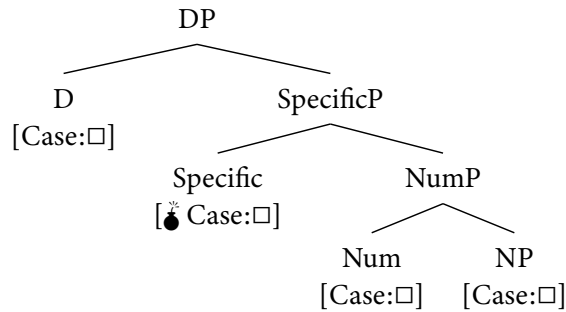 DP
D SpecificP
[Case:□]
Specific NumP
[💣Case:□]
Num NP
[Case:□] [Case:□]